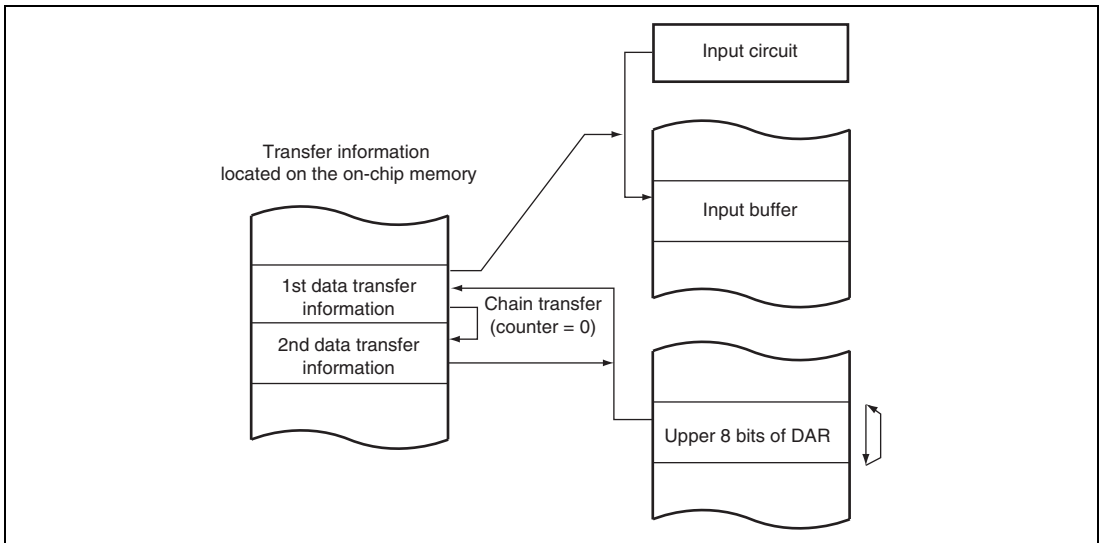 Input circuit
Transfer information
located on the on-chip memory
Input buffer
1st data transfer
information
Chain transfer
(counter = 0)
2nd data transfer
information
Upper 8 bits of DAR